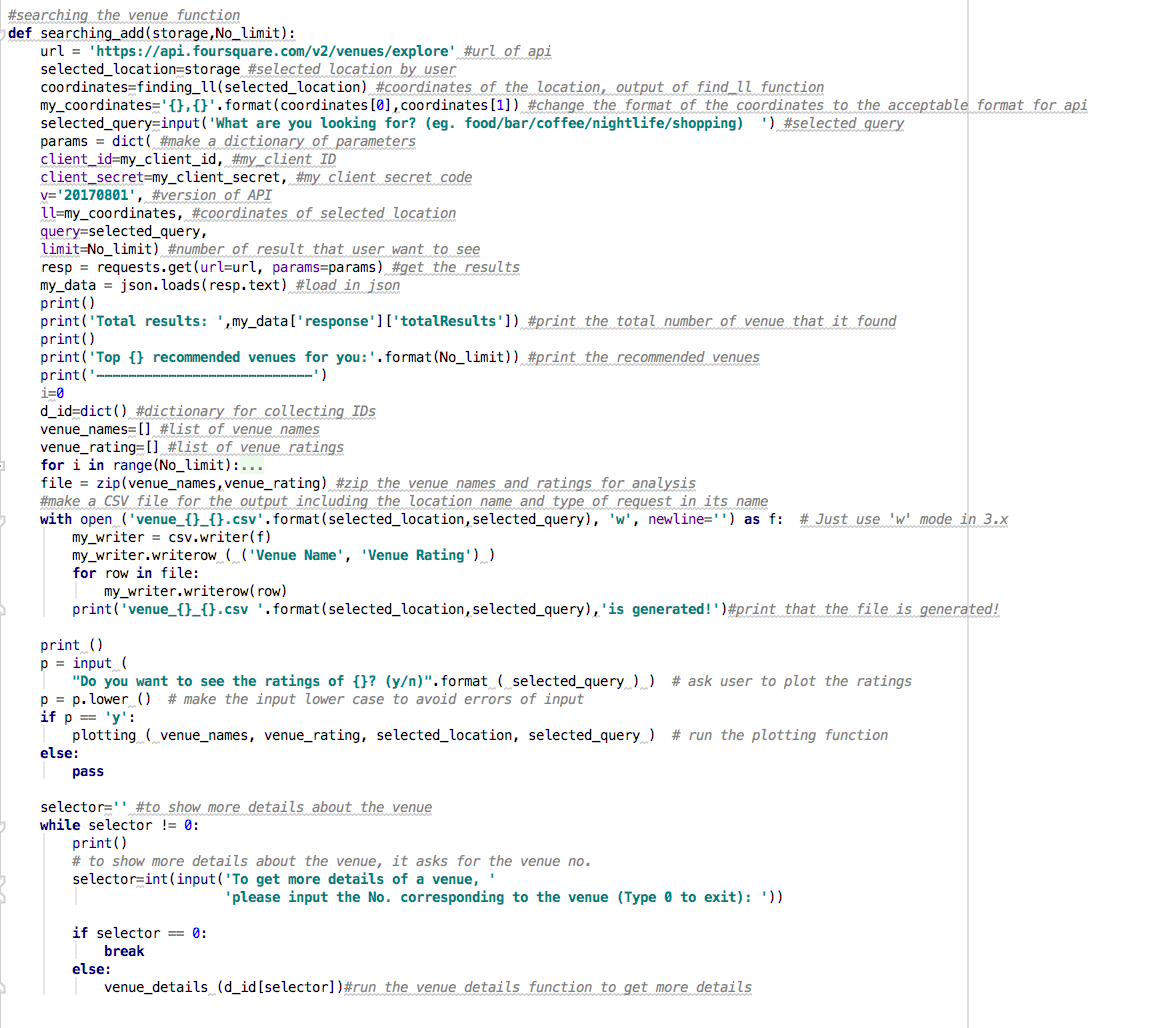 #searching the venue function
def searching_add(storage,No_limit):
    url = 'https://api.foursquare.com/v2/venues/explore' #url of api
    selected_location=storage #selected location by user
    coordinates=finding_ll(selected_location) #coordinates of the location, output of find_ll function
    my_coordinates='{},{}'.format(coordinates[0],coordinates[1]) #change the format of the coordinates to the acceptable format for api
    selected_query=input('What are you looking for? (eg. food/bar/coffee/nightlife/shopping)  ') #selected query
    params = dict( #make a dictionary of parameters
    client_id=my_client_id, #my_client ID
    client_secret=my_client_secret, #my client secret code
    v='20170801', #version of API
    ll=my_coordinates, #coordinates of selected location
    query=selected_query,
    limit=No_limit) #number of result that user want to see
    resp = requests.get(url=url, params=params) #get the results
    my_data = json.loads(resp.text) #load in json
    print()
    print('Total results: ',my_data['response']['totalResults']) #print the total number of venue that it found
    print()
    print('Top {} recommended venues for you:'.format(No_limit)) #print the recommended venues
    print('---------------------------')
    i=0
    d_id=dict() #dictionary for collecting IDs
    venue_names=[] #list of venue names
    venue_rating=[] #list of venue ratings
    for i in range(No_limit):...
    file = zip(venue_names,venue_rating) #zip the venue names and ratings for analysis
    #make a CSV file for the output including the location name and type of request in its name
    with open ('venue_{}_{}.csv'.format(selected_location,selected_query), 'w', newline='') as f:  # Just use 'w' mode in 3.x
        my_writer = csv.writer(f)
        my_writer.writerow ( ('Venue Name', 'Venue Rating') )
        for row in file:
            my_writer.writerow(row)
        print('venue_{}_{}.csv '.format(selected_location,selected_query),'is generated!')#print that the file is generated!

    print ()
    p = input (
        "Do you want to see the ratings of {}? (y/n)".format ( selected_query ) )  # ask user to plot the ratings
    p = p.lower ()  # make the input lower case to avoid errors of input
    if p == 'y':
        plotting ( venue_names, venue_rating, selected_location, selected_query )  # run the plotting function
    else:
        pass

    selector='' #to show more details about the venue
    while selector != 0:
        print()
        # to show more details about the venue, it asks for the venue no.
        selector=int(input('To get more details of a venue, '
                           'please input the No. corresponding to the venue (Type 0 to exit): '))

        if selector == 0:
            break
        else:
            venue_details (d_id[selector])#run the venue details function to get more details